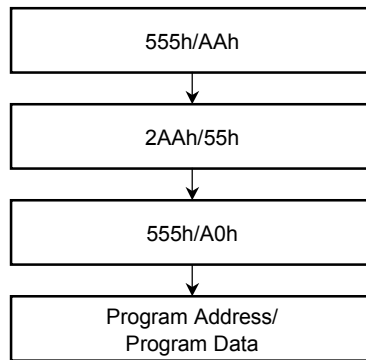 555h/AAh
2AAh/55h
555h/A0h
Program Address/
Program Data